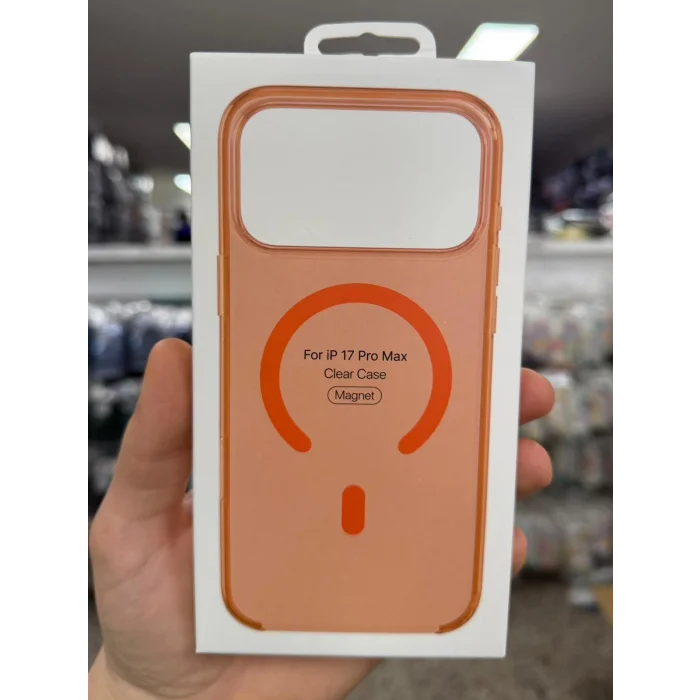 For iP 17 Pro Max
Clear Case
Magnet